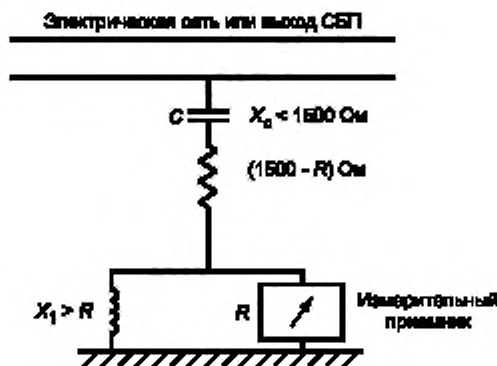 Электрическая сеть или выход СБП
C
Xc < 1500 Ом
(1500 - R) Ом
X1 > R
R
Измерительный
приемник